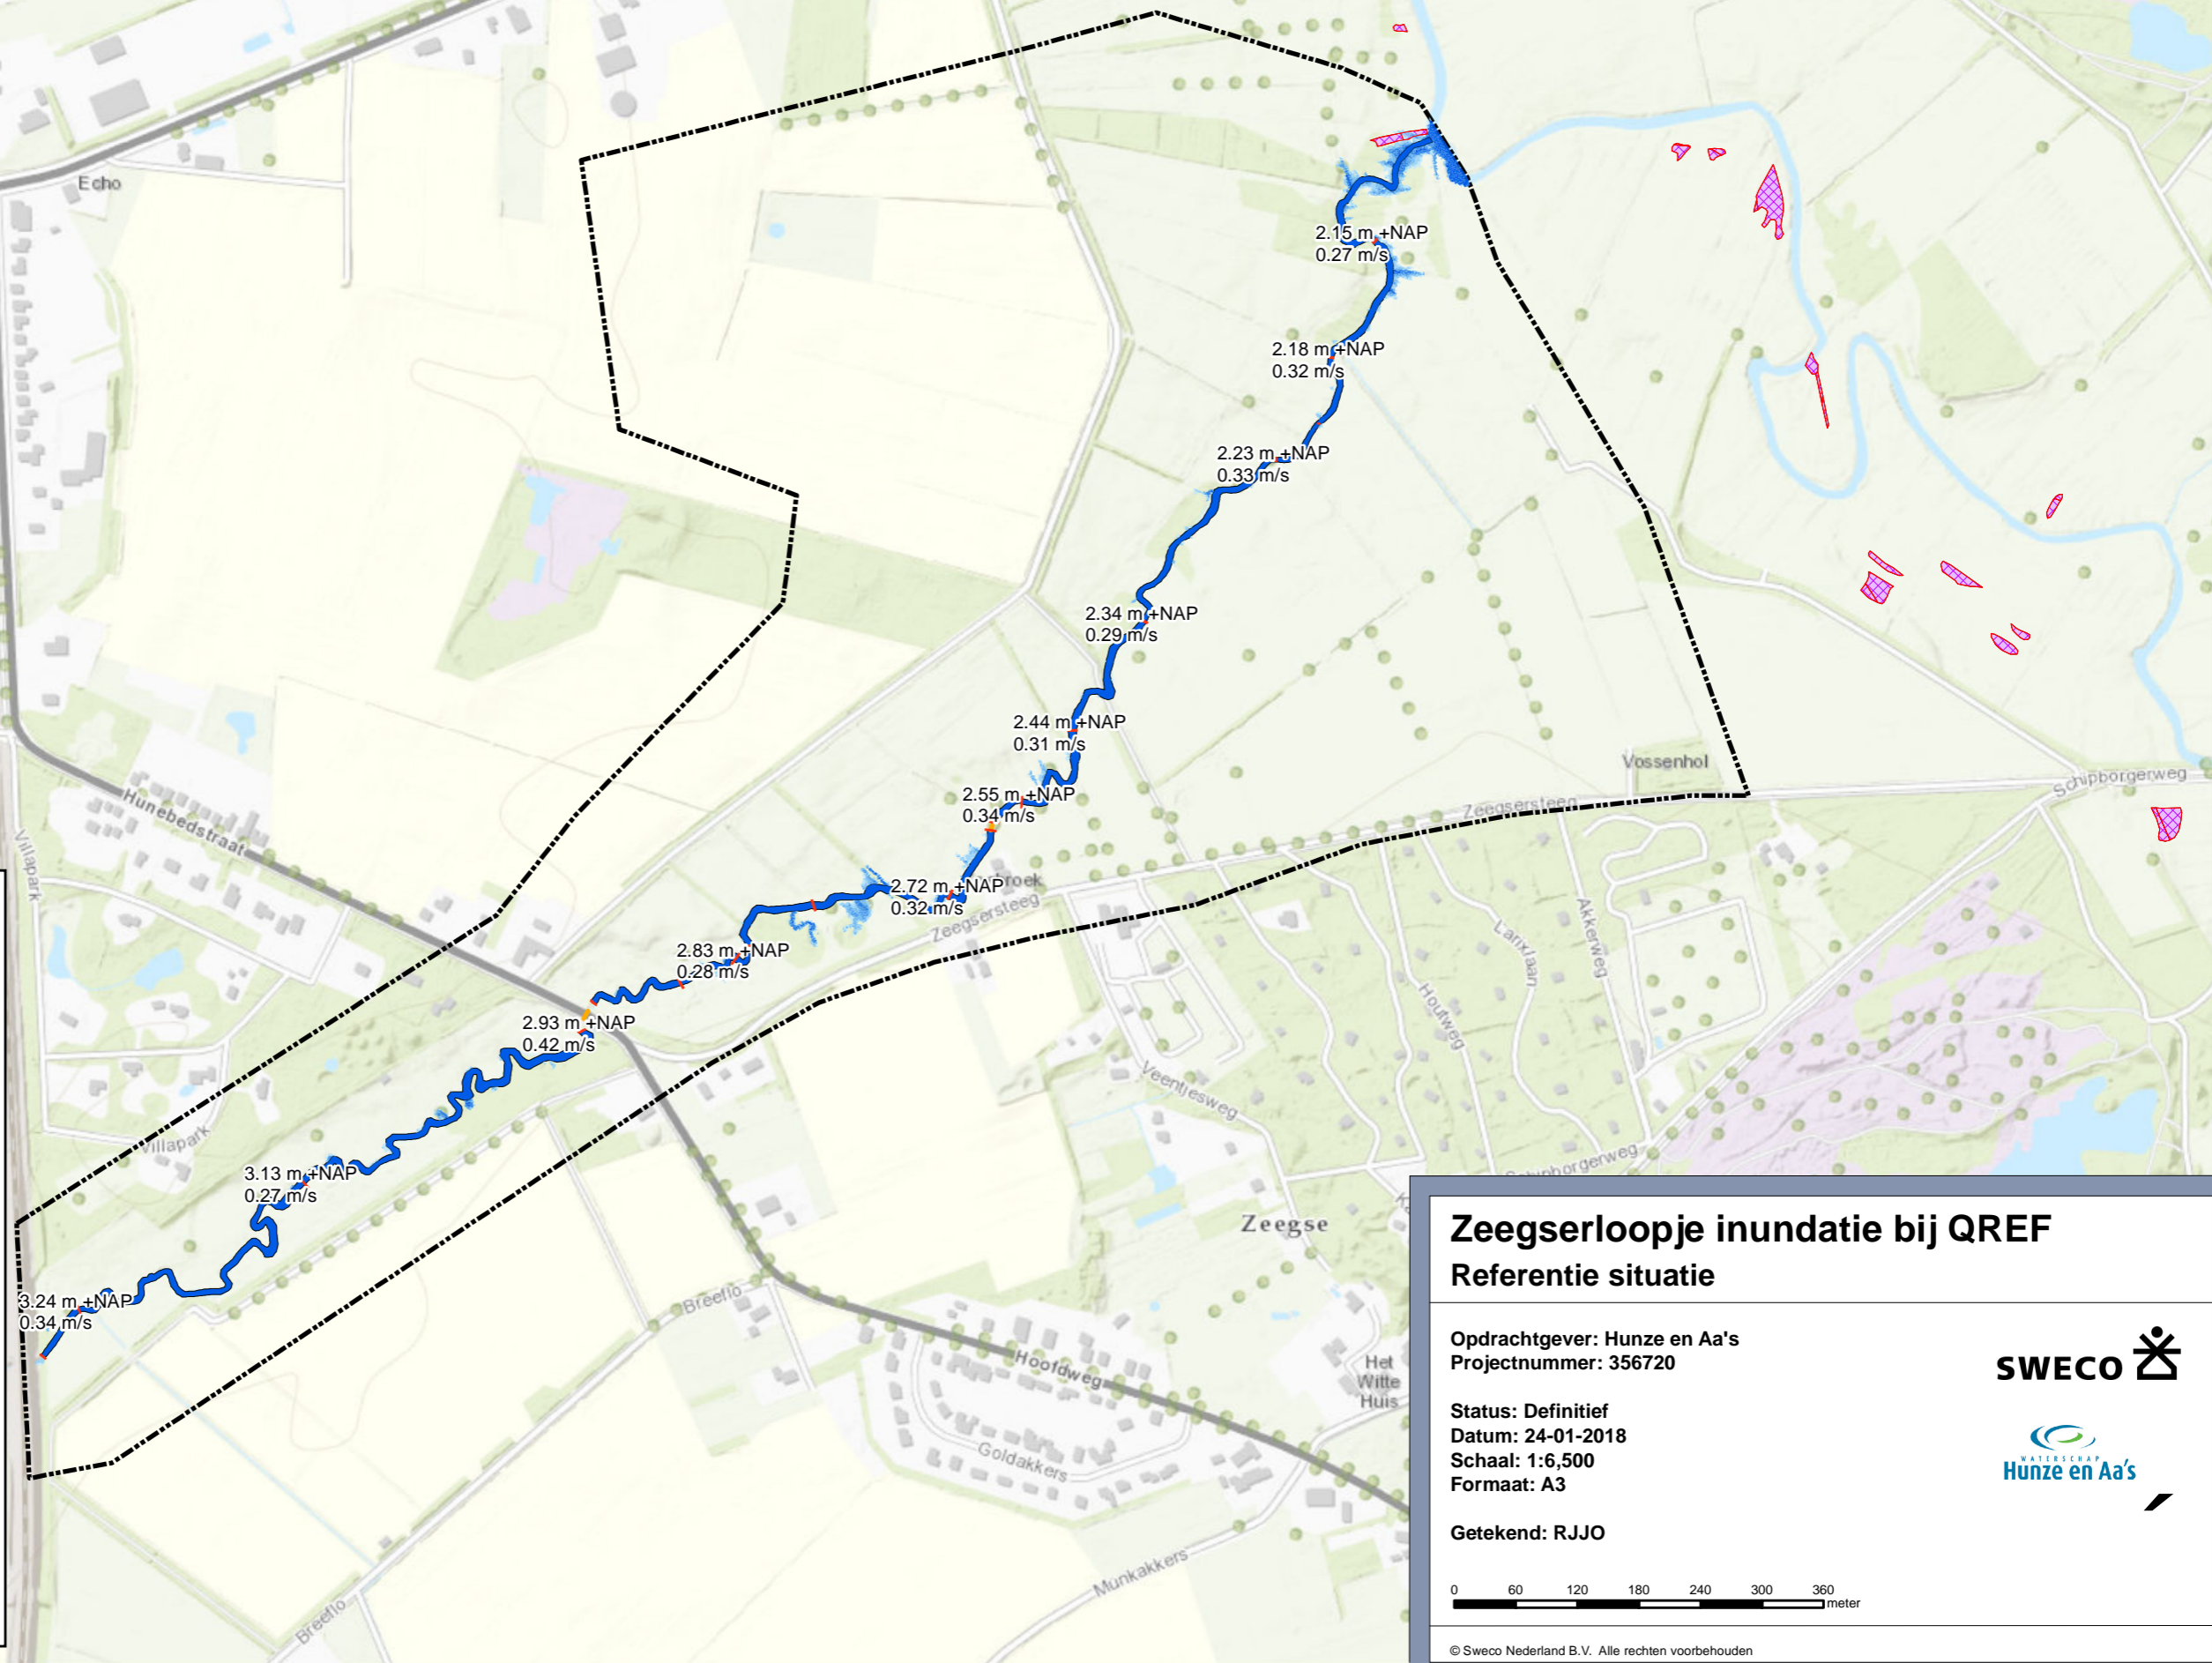 Echo
2.15 m +NAP
0.27 m/s
2.18 m +NAP
0.32 m/s
2.23 m +NAP
0.33 m/s
2.34 m +NAP
0.29 m/s
2.44 m +NAP
0.31 m/s
Vossenhol
Schipborgerweg
Zeegsersteeg
Hunebedstraat
Villapark
2.55 m +NAP
0.34 m/s
2.72 m +NAP
0.32 m/s
Zeegsersteeg
2.83 m +NAP
0.28 m/s
Larixlaan
Akkerweg
Houtweg
2.93 m +NAP
0.42 m/s
Veentjesweg
Villapark
3.13 m +NAP
0.27 m/s
Zeegse
3.24 m +NAP
0.34 m/s
Breeflo
Hoofdweg
Het
Witte
Huis
Goldakkers
Munkakkers
Breeflo
Zeegserloopje inundatie bij QREF
Referentie situatie
Opdrachtgever: Hunze en Aa's
Projectnummer: 356720
SWECO
Status: Definitief
Datum: 24-01-2018
Schaal: 1:6,500
Formaat: A3
WATERSCHAP
Hunze en Aa's
Getekend: RJJO
0 60 120 180 240 300 360
meter
© Sweco Nederland B.V. Alle rechten voorbehouden